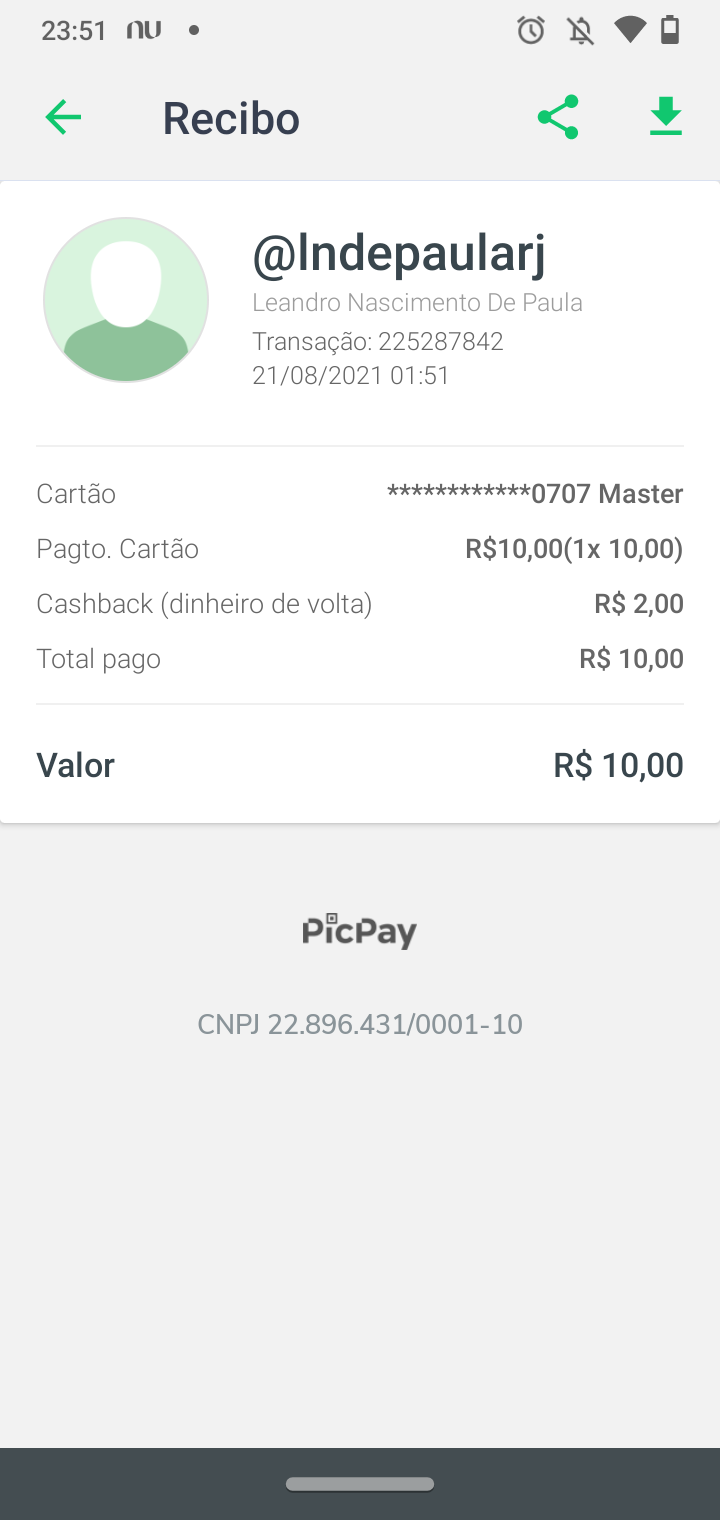 23:51 nu
Recibo
@lndepaularj
Leandro Nascimento De Paula
Transação: 225287842
21/08/2021 01:51
Cartão ************0707 Master
Pagto. Cartão R$10,00(1x 10,00)
Cashback (dinheiro de volta) R$ 2,00
Total pago R$ 10,00
Valor R$ 10,00
PicPay
CNPJ 22.896.431/0001-10